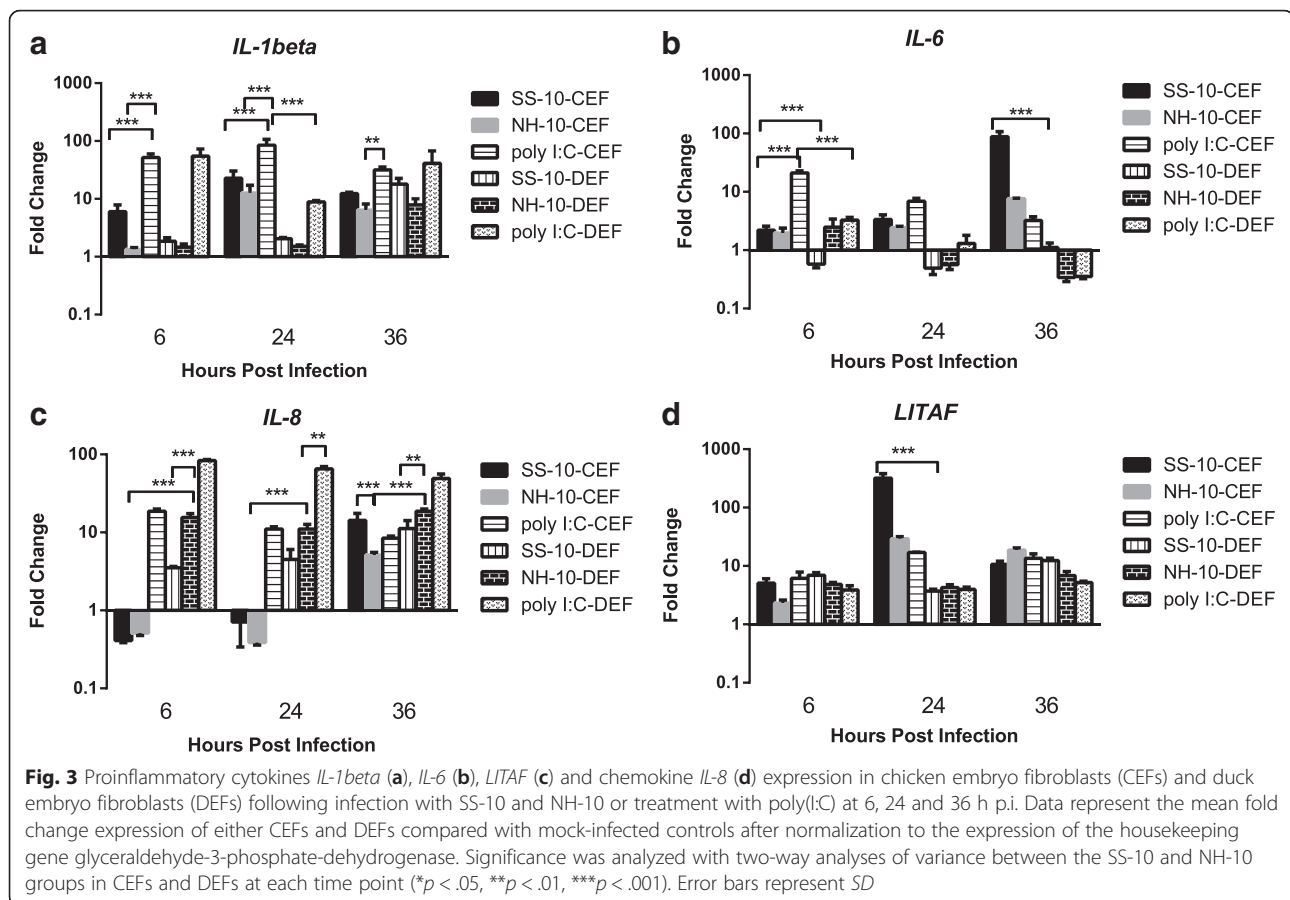 a
IL-1beta
1000
100
10
1
0.1
Fold Change
***
***
***
***
***
**
6
24
36
Hours Post Infection
SS-10-CEF
NH-10-CEF
poly I:C-CEF
SS-10-DEF
NH-10-DEF
poly I:C-DEF
b
IL-6
1000
100
10
1
0.1
Fold Change
***
***
***
***
6
24
36
Hours Post Infection
SS-10-CEF
NH-10-CEF
poly I:C-CEF
SS-10-DEF
NH-10-DEF
poly I:C-DEF
c
IL-8
100
10
1
0.1
Fold Change
***
***
**
***
**
***
***
6
24
36
Hours Post Infection
SS-10-CEF
NH-10-CEF
poly I:C-CEF
SS-10-DEF
NH-10-DEF
poly I:C-DEF
d
LITAF
1000
100
10
1
0.1
Fold Change
***
6
24
36
Hours Post Infection
SS-10-CEF
NH-10-CEF
poly I:C-CEF
SS-10-DEF
NH-10-DEF
poly I:C-DEF
Fig. 3 Proinflammatory cytokines IL-1beta (a), IL-6 (b), LITAF (c) and chemokine IL-8 (d) expression in chicken embryo fibroblasts (CEFs) and duck
embryo fibroblasts (DEFs) following infection with SS-10 and NH-10 or treatment with poly(I:C) at 6, 24 and 36 h p.i. Data represent the mean fold
change expression of either CEFs and DEFs compared with mock-infected controls after normalization to the expression of the housekeeping
gene glyceraldehyde-3-phosphate-dehydrogenase. Significance was analyzed with two-way analyses of variance between the SS-10 and NH-10
groups in CEFs and DEFs at each time point (*p < .05, **p < .01, ***p < .001). Error bars represent SD